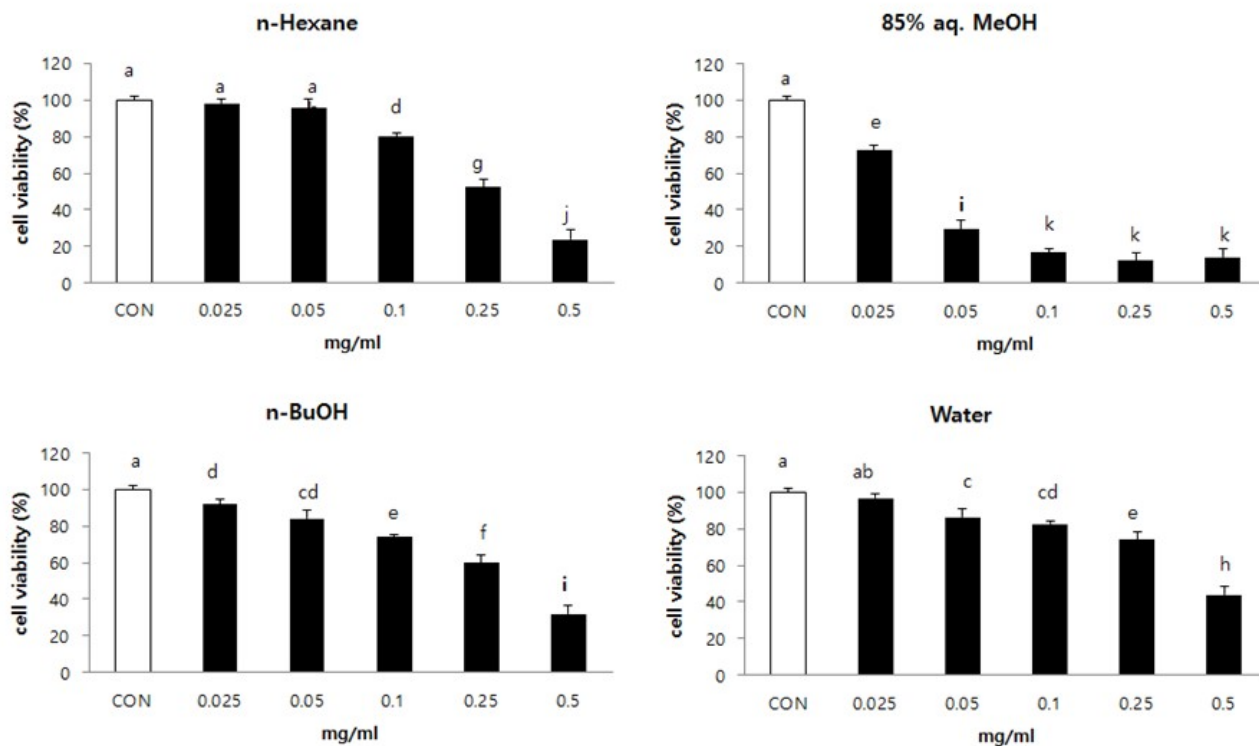 n-Hexane
cell viability (%)
120
100
80
60
40
20
0
a
a
a
d
g
j
CON
0.025
0.05
0.1
0.25
0.5
mg/ml
85% aq. MeOH
cell viability (%)
120
100
80
60
40
20
0
a
e
i
k
k
k
CON
0.025
0.05
0.1
0.25
0.5
mg/ml
n-BuOH
cell viability (%)
120
100
80
60
40
20
0
a
d
cd
e
f
i
CON
0.025
0.05
0.1
0.25
0.5
mg/ml
Water
cell viability (%)
120
100
80
60
40
20
0
a
ab
c
cd
e
h
CON
0.025
0.05
0.1
0.25
0.5
mg/ml